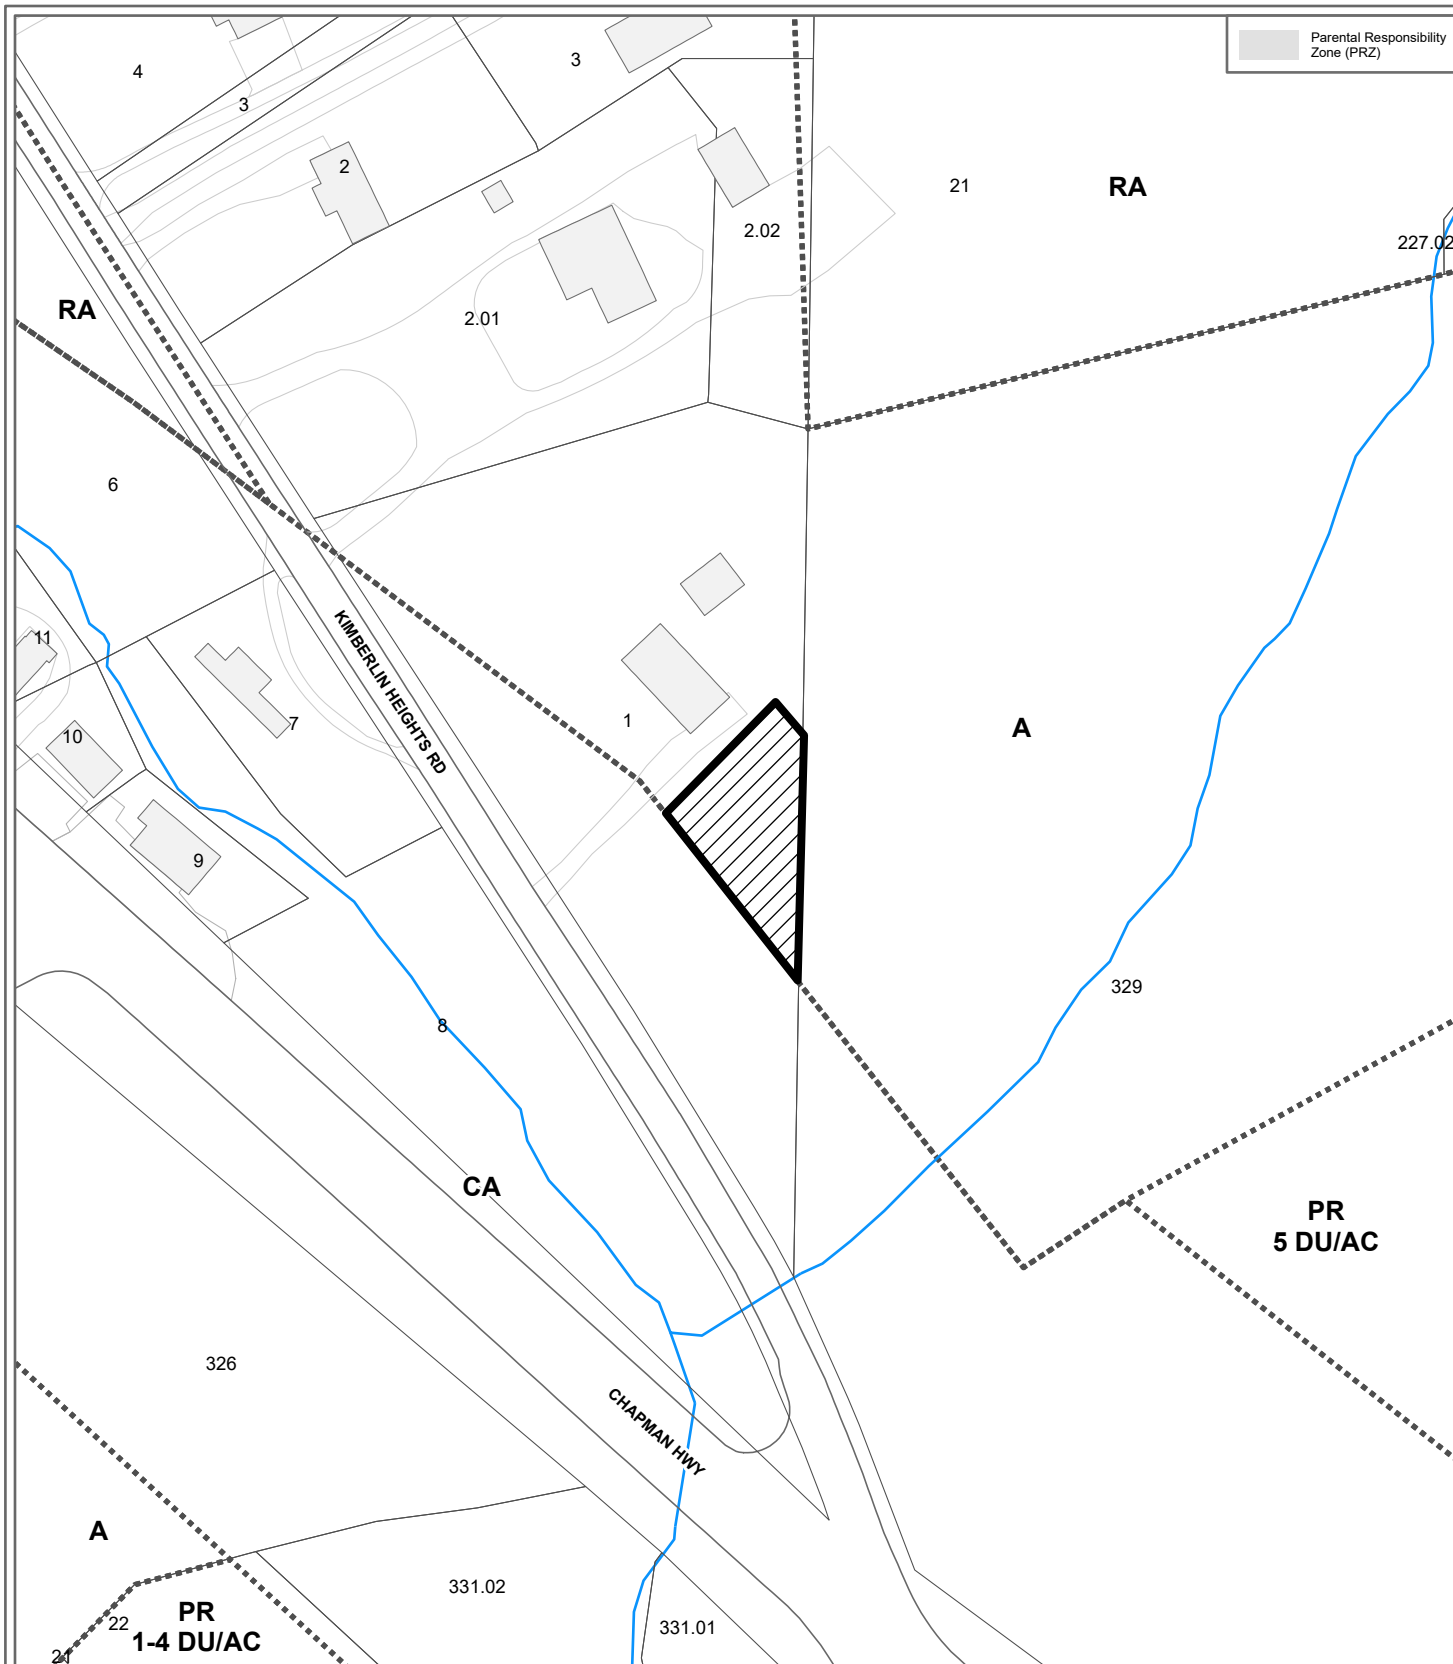 Parental Responsibility
Zone (PRZ)
4
3
3
2
21
RA
2.02
227.02
RA
2.01
6
KIMBERLIN HEIGHTS RD
11
7
1
10
A
9
329
8
CA
PR
5 DU/AC
326
CHAPMAN HWY
A
331.02
22
PR
1-4 DU/AC
331.01
21